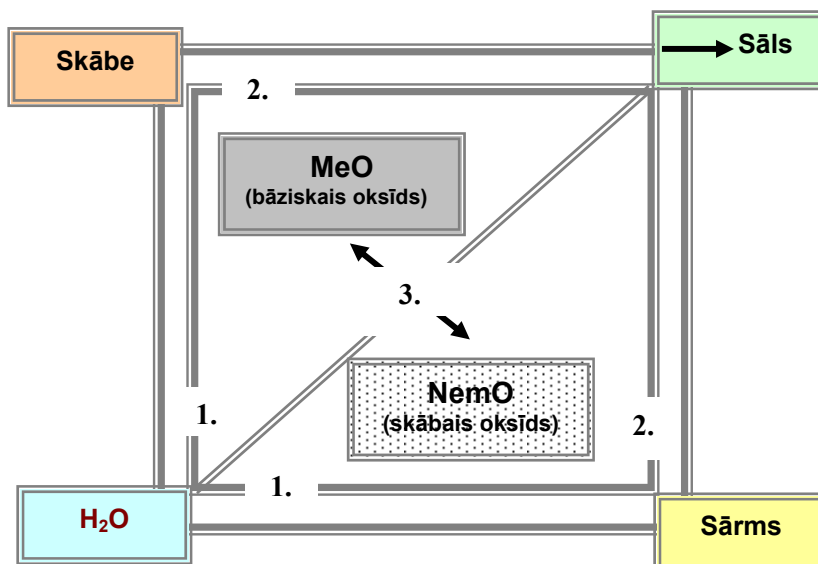 Skābe
Sāls
2.
MeO
(bāziskais oksīds)
3.
NemO
(skābais oksīds)
1.
2.
1.
H₂O
Sārms